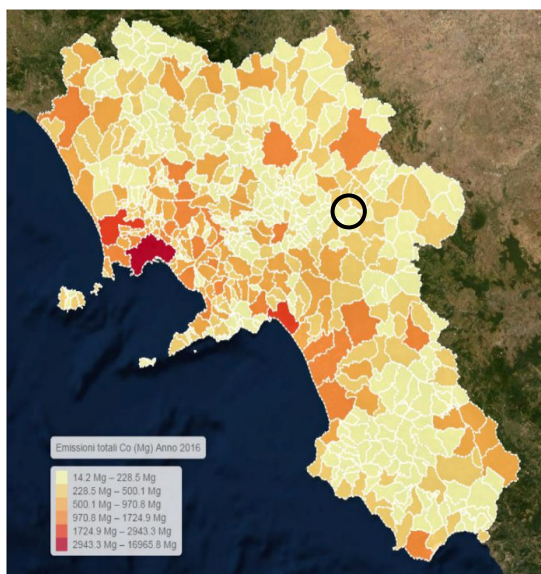 Emissioni totali Co (Mg) Anno 2016
14.2 Mg – 228.5 Mg
228.5 Mg – 500.1 Mg
500.1 Mg – 970.8 Mg
970.8 Mg – 1724.9 Mg
1724.9 Mg – 2943.3 Mg
2943.3 Mg – 16965.8 Mg